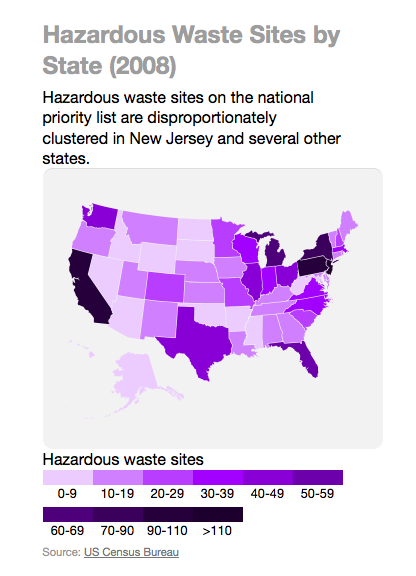 Hazardous Waste Sites by
State (2008)
Hazardous waste sites on the national
priority list are disproportionately
clustered in New Jersey and several other
states.
Hazardous waste sites
0-9 10-19 20-29 30-39 40-49 50-59
60-69 70-90 90-110 >110
Source: US Census Bureau